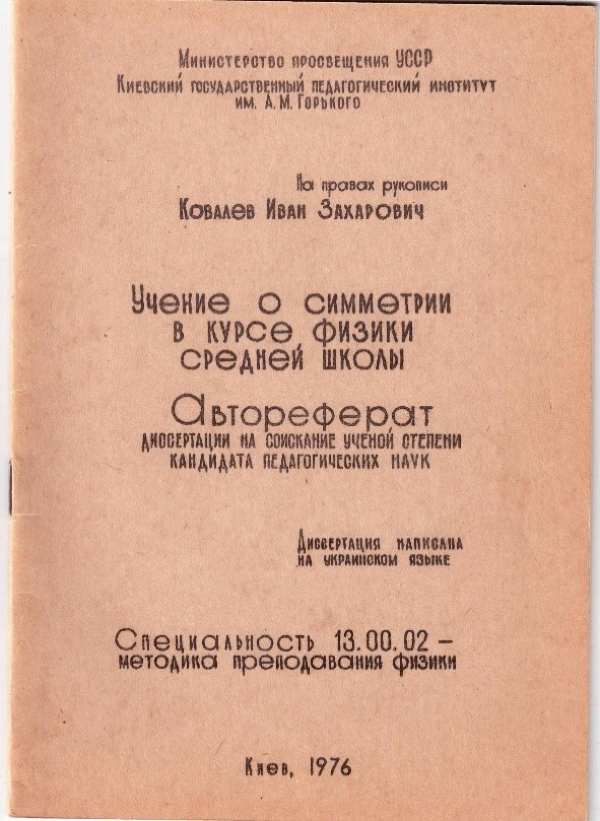 Министерство просвещения УССР
Киевский государственный педагогический институт
им. А.М. Горького
На правах рукописи
Ковалев Иван Захарович
Учение о симметрии
в курсе физики
средней школы
Автореферат
диссертации на соискание ученой степени
кандидата педагогических наук
Диссертация написана
на украинском языке
Специальность 13.00.02 –
методика преподавания физики
Киев, 1976